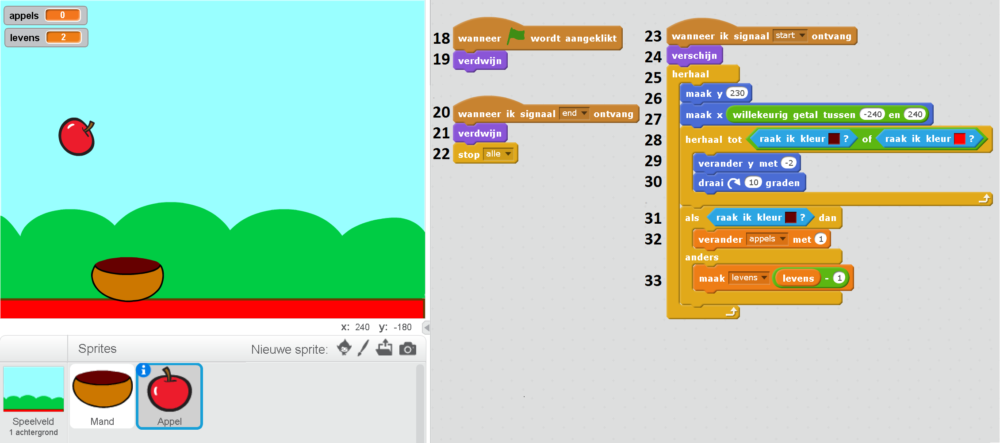 appels 0
levens 2
x: 240 y: -180
Sprites Nieuwe sprite:
Speelveld
1 achtergrond
Mand
Appel
18 wanneer wordt aangeklikt
19 verdwijn
20 wanneer ik signaal end ontvang
21 verdwijn
22 stop alle
23 wanneer ik signaal start ontvang
24 verschijn
25 herhaal
26 maak y 230
27 maak x willekeurig getal tussen -240 en 240
28 herhaal tot raak ik kleur ? of raak ik kleur ?
29 verander y met -2
30 draai 10 graden
31 als raak ik kleur ? dan
32 verander appels met 1
anders
33 maak levens levens - 1